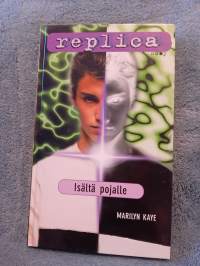 replica
Isältä pojalle
MARILYN KAYE